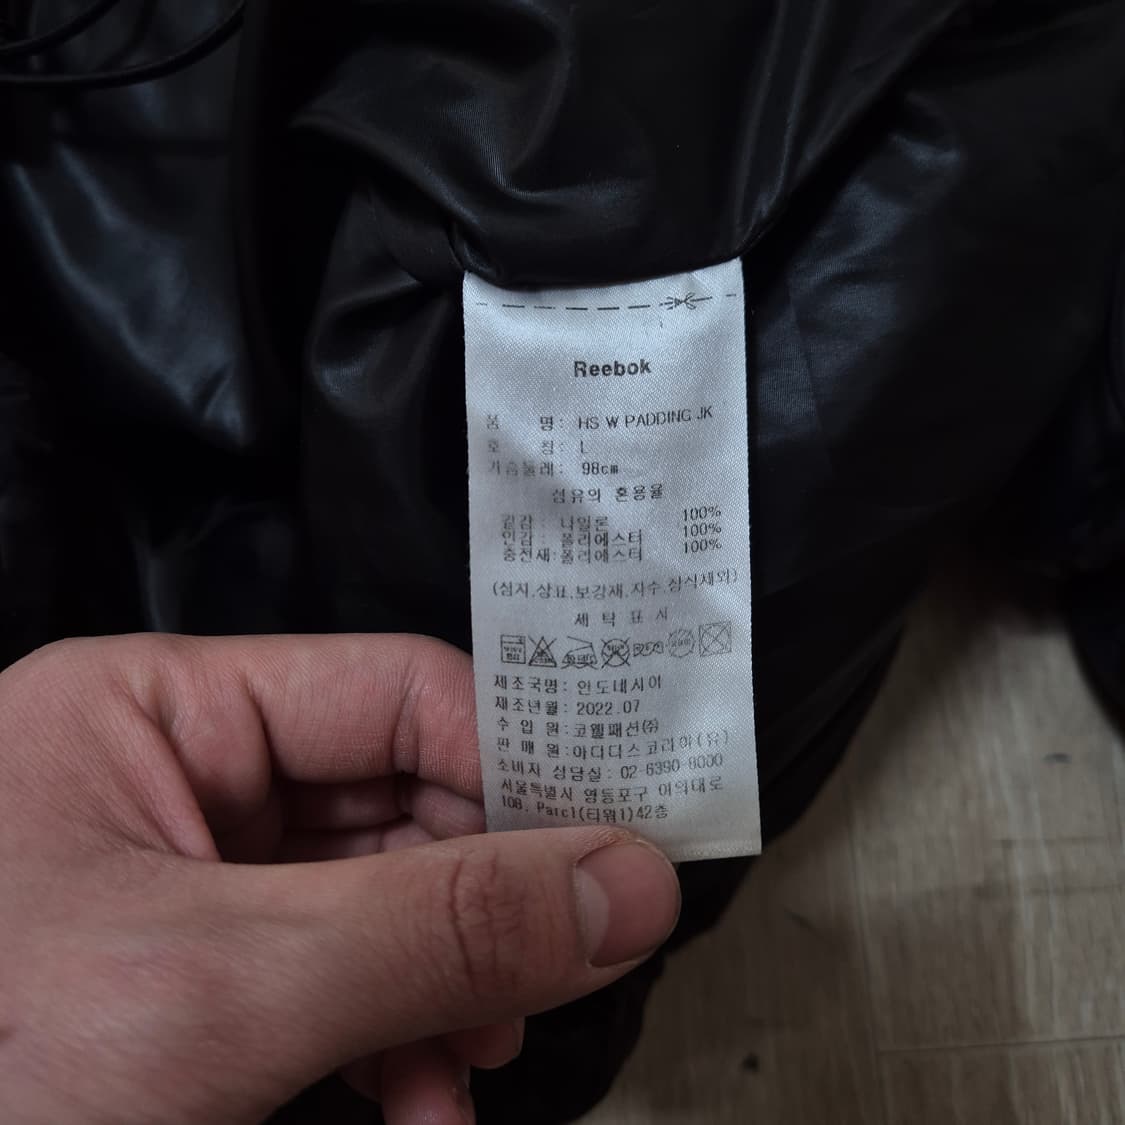 Reebok
품 명: HS W PADDING JK
호 칭: L
가슴둘레: 98cm
섬유의 혼용율
겉감: 나일론 100%
안감: 폴리에스터 100%
충전재:폴리에스터 100%
(심지,상표,보강재,자수,장식제외)
세 탁 표 시
제조국명: 인도네시아
제조년월: 2022.07
수 입 원:코웰패션㈜
판 매 원:아디다스코리아(유)
소비자 상담실: 02-6390-8000
서울특별시 영등포구 여의대로
108, Parc1(타워1)42층